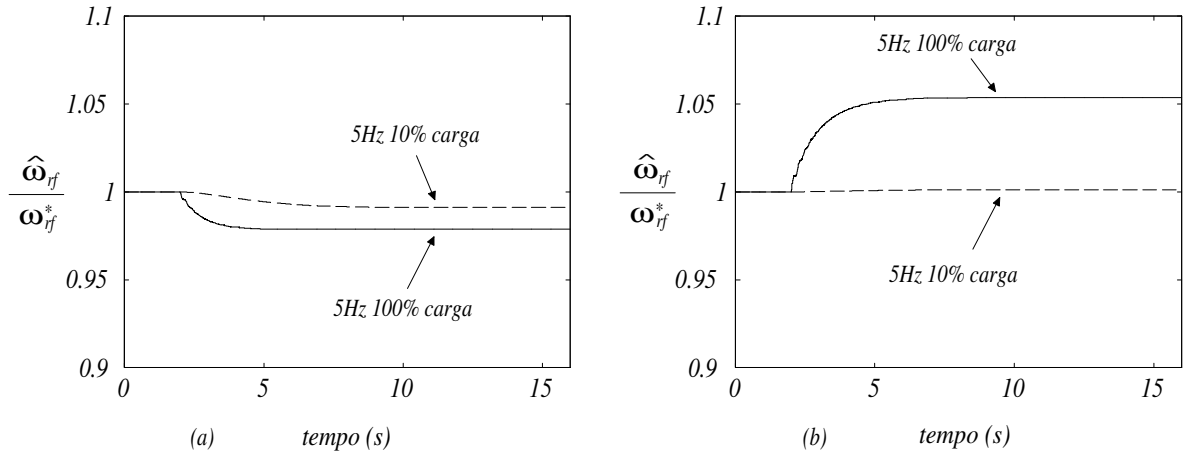 1.1
5Hz 10% carga
1.05
ω̂rf
ω*rf
1
0.95
5Hz 100% carga
0.9
0
5
10
15
(a)
tempo (s)
1.1
5Hz 100% carga
1.05
ω̂rf
ω*rf
1
5Hz 10% carga
0.95
0.9
0
5
10
15
(b)
tempo (s)